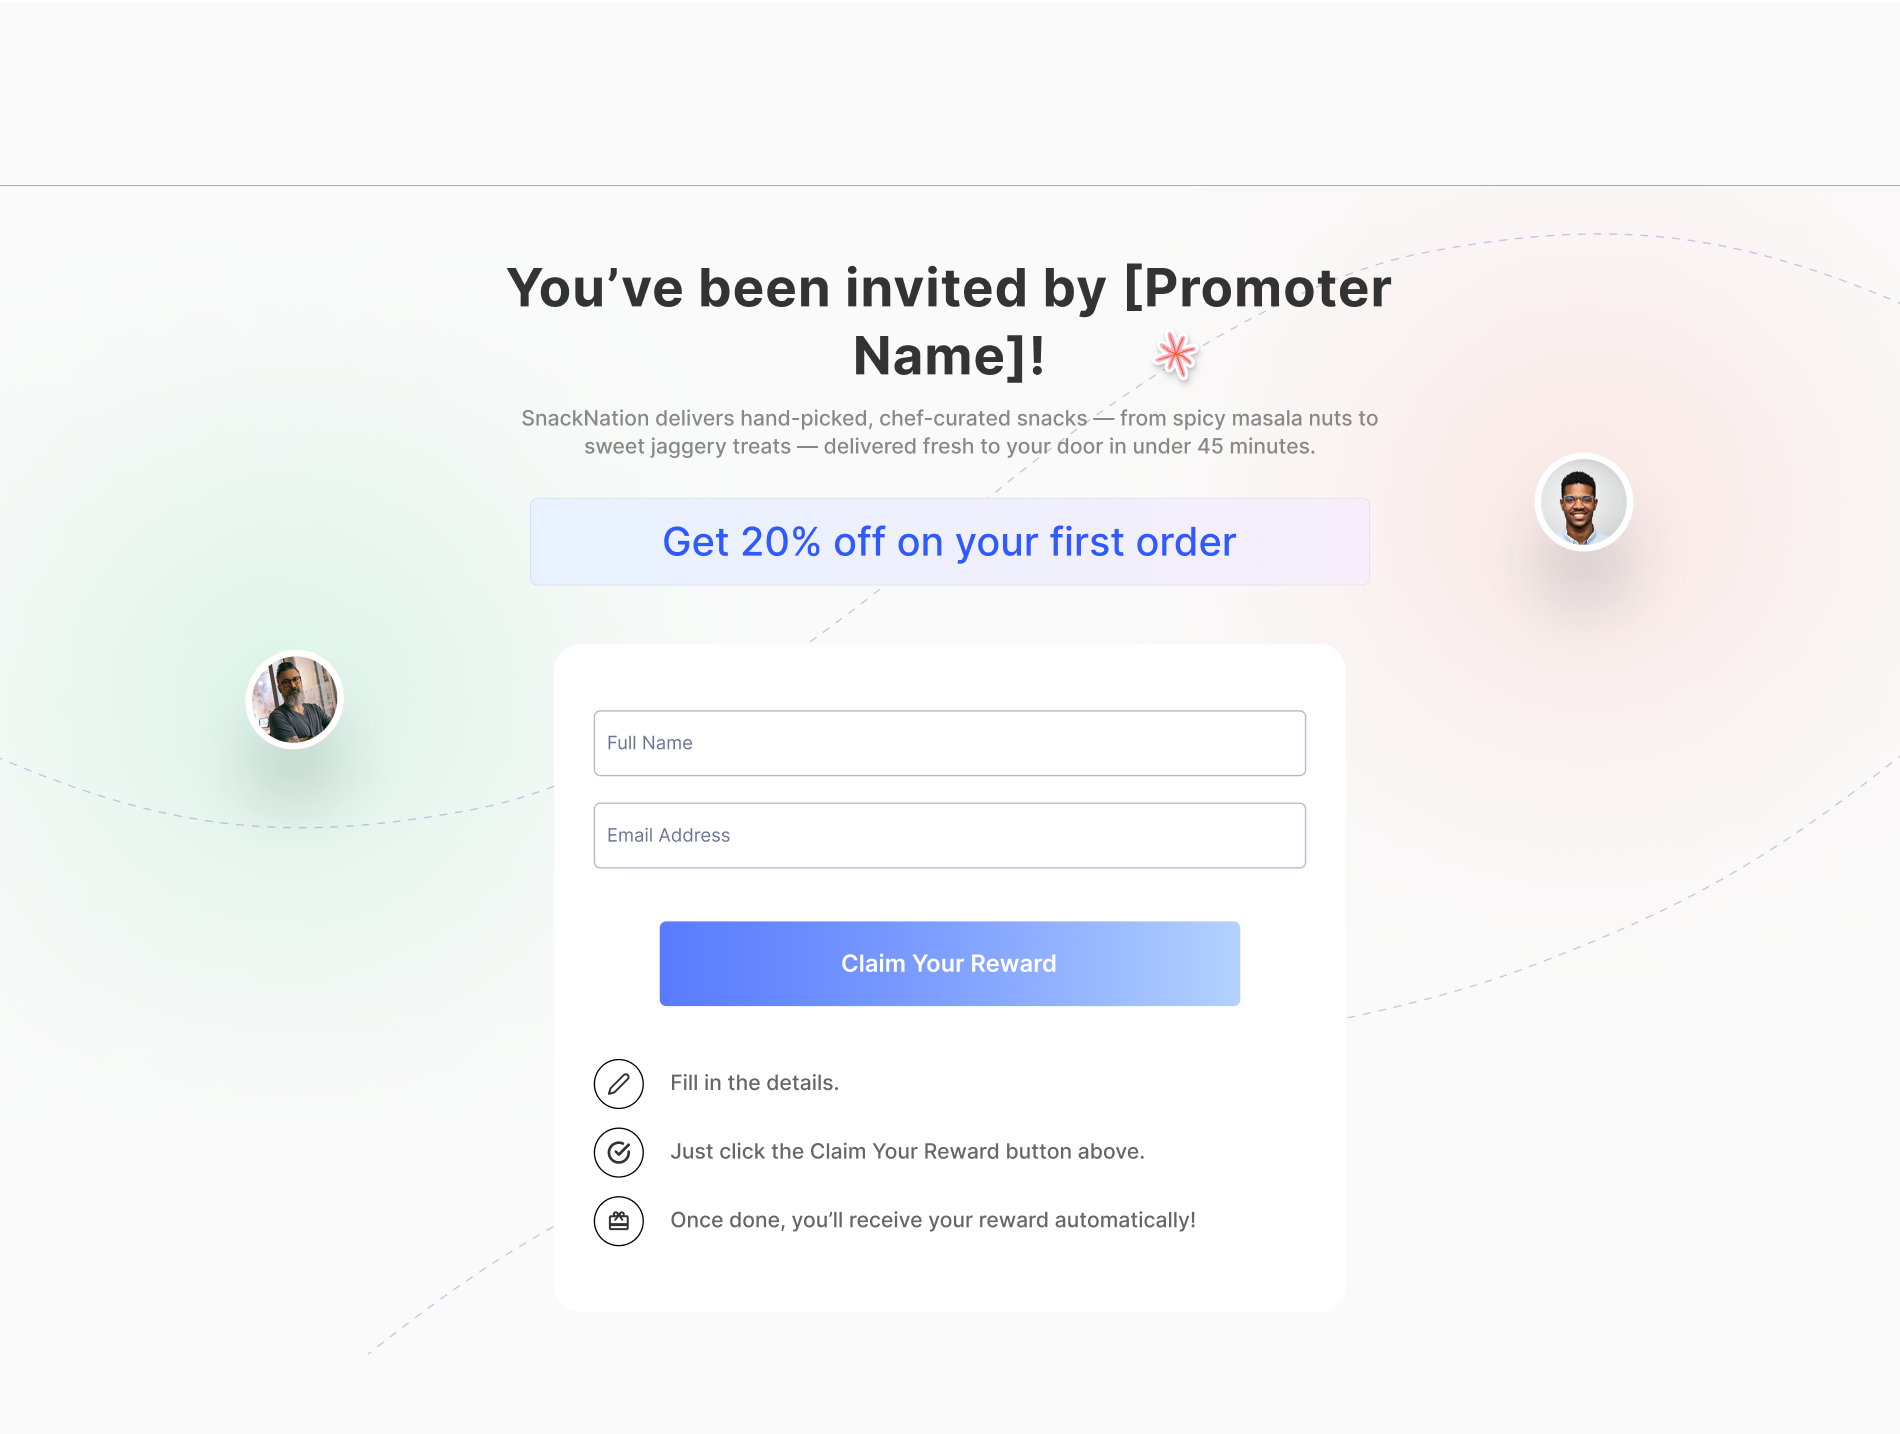 You’ve been invited by [Promoter
Name]!
SnackNation delivers hand-picked, chef-curated snacks — from spicy masala nuts to
sweet jaggery treats — delivered fresh to your door in under 45 minutes.
Get 20% off on your first order
Full Name
Email Address
Claim Your Reward
Fill in the details.
Just click the Claim Your Reward button above.
Once done, you’ll receive your reward automatically!